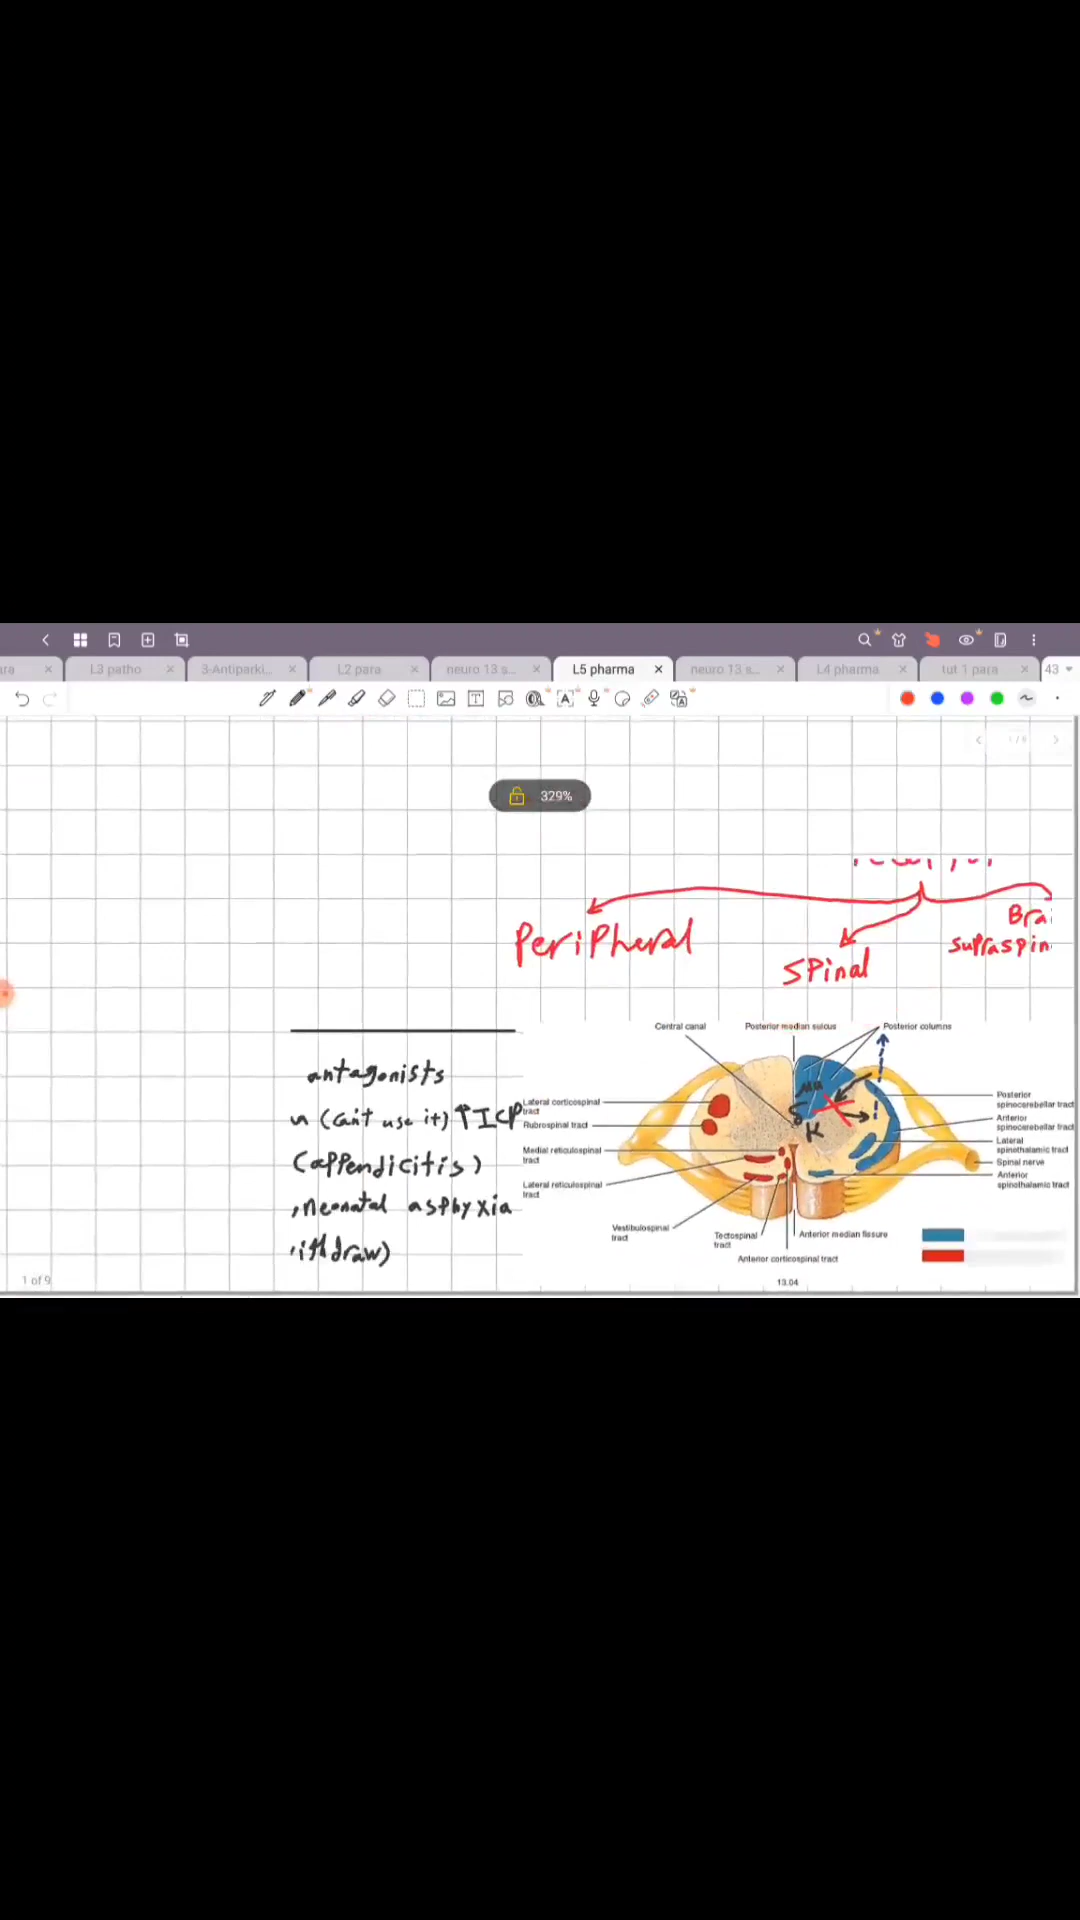 ara
L3 patho
3-Antiparki...
L2 para
neuro 13 s...
L5 pharma
neuro 13 s...
L4 pharma
tut 1 para
43
329%
Peripheral
Spinal
Bra
supraspin
antagonists
(can't use it) ↑ICP
(appendicitis)
neonatal asphyxia
ithdraw)
Central canal
Posterior median sulcus
Posterior columns
Lateral corticospinal
tract
Rubrospinal tract
Medial reticulospinal
tract
Lateral reticulospinal
tract
Vestibulospinal
tract
Tectospinal
tract
Anterior corticospinal tract
Anterior median fissure
Posterior
spinocerebellar tract
Anterior
spinocerebellar tract
Lateral
spinothalamic tract
Spinal nerve
Anterior
spinothalamic tract
S
K
13.04
1 of 9